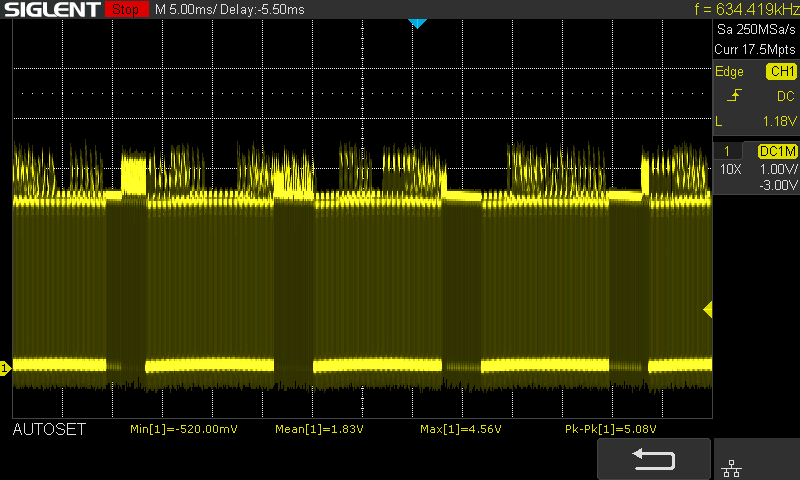 SIGLENT Stop M 5.00ms/ Delay:-5.50ms f = 634.419kHz
Sa 250MSa/s
Curr 17.5Mpts
Edge CH1
DC
L 1.18V
1 DC1M
10X 1.00V/
-3.00V
1
AUTOSET Min[1]=-520.00mV Mean[1]=1.83V Max[1]=4.56V Pk-Pk[1]=5.08V